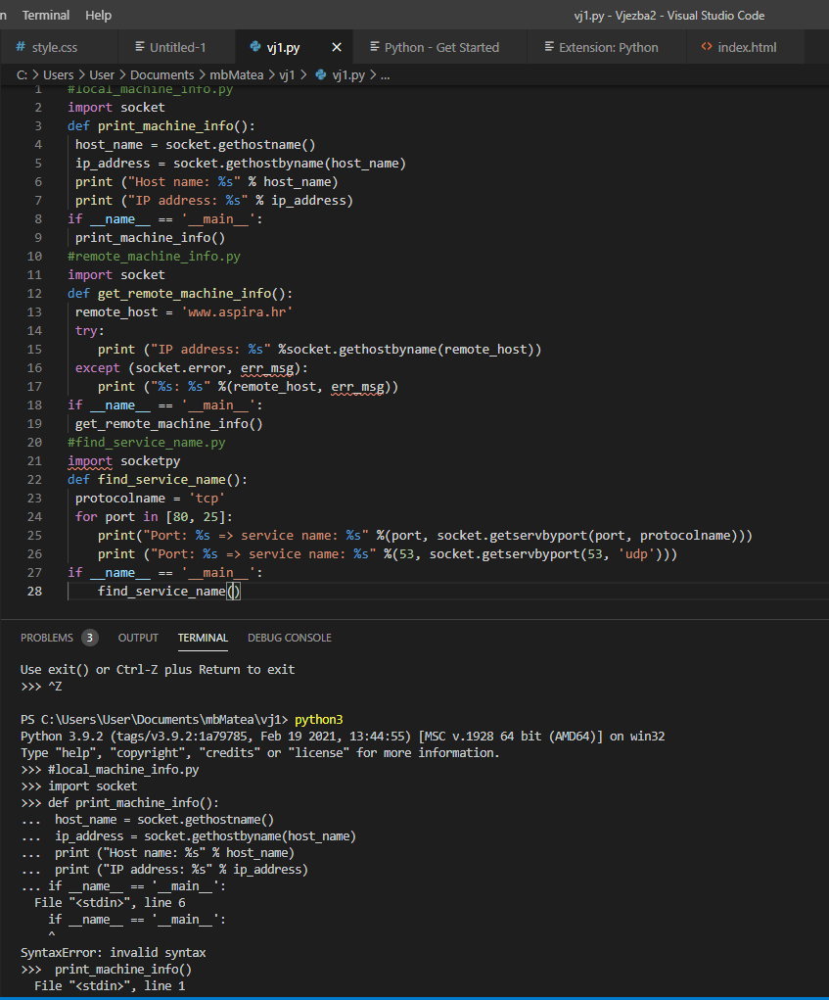 n Terminal Help vj1.py - Vjezba2 - Visual Studio Code
# style.css Untitled-1 vj1.py × Python - Get Started Extension: Python <> index.html
C: > Users > User > Documents > mbMatea > vj1 > vj1.py > ...
1 #local_machine_info.py
2 import socket
3 def print_machine_info():
4 host_name = socket.gethostname()
5 ip_address = socket.gethostbyname(host_name)
6 print ("Host name: %s" % host_name)
7 print ("IP address: %s" % ip_address)
8 if __name__ == '__main__':
9 print_machine_info()
10 #remote_machine_info.py
11 import socket
12 def get_remote_machine_info():
13 remote_host = 'www.aspira.hr'
14 try:
15 print ("IP address: %s" %socket.gethostbyname(remote_host))
16 except (socket.error, err_msg):
17 print ("%s: %s" %(remote_host, err_msg))
18 if __name__ == '__main__':
19 get_remote_machine_info()
20 #find_service_name.py
21 import socketpy
22 def find_service_name():
23 protocolname = 'tcp'
24 for port in [80, 25]:
25 print("Port: %s => service name: %s" %(port, socket.getservbyport(port, protocolname)))
26 print ("Port: %s => service name: %s" %(53, socket.getservbyport(53, 'udp')))
27 if __name__ == '__main__':
28 find_service_name()
PROBLEMS 3 OUTPUT TERMINAL DEBUG CONSOLE
Use exit() or Ctrl-Z plus Return to exit
>>> ^Z
PS C:\Users\User\Documents\mbMatea\vj1> python3
Python 3.9.2 (tags/v3.9.2:1a79785, Feb 19 2021, 13:44:55) [MSC v.1928 64 bit (AMD64)] on win32
Type "help", "copyright", "credits" or "license" for more information.
>>> #local_machine_info.py
>>> import socket
>>> def print_machine_info():
...  host_name = socket.gethostname()
...  ip_address = socket.gethostbyname(host_name)
...  print ("Host name: %s" % host_name)
...  print ("IP address: %s" % ip_address)
... if __name__ == '__main__':
File "<stdin>", line 6
if __name__ == '__main__':
^
SyntaxError: invalid syntax
>>>  print_machine_info()
File "<stdin>", line 1